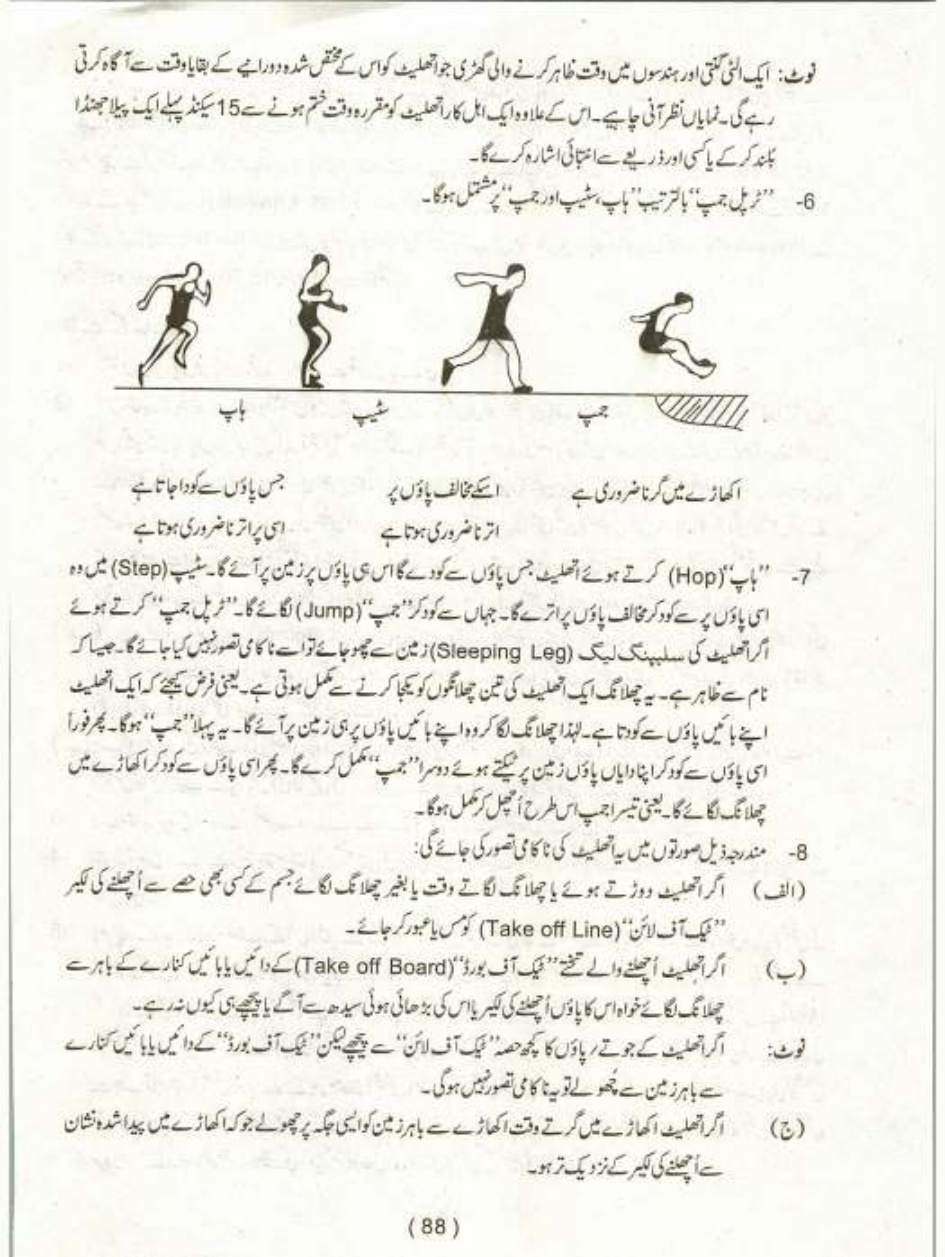 نوٹ: ایک الٹی گنتی اور ہندسوں میں وقت ظاہر کرنے والی گھڑی جو اتھلیٹ کو اس کے مختص شدہ دورانیے کے بقایا وقت سے آگاہ کرتی
رہے گی۔ نمایاں نظر آنی چاہیے۔ اس کے علاوہ ایک اہل کار اتھلیٹ کو مقررہ وقت ختم ہونے سے 15 سیکنڈ پہلے ایک پیلا جھنڈا
بُلند کر کے یا کسی اور ذریعے سے انتباہی اشارہ کرے گا۔
6- ''ٹرپل جمپ'' بالترتیب ''ہاپ، سٹیپ اور جمپ'' پر مشتمل ہوگا۔
ہاپ سٹیپ جمپ
اکھاڑے میں گرنا ضروری ہے اسکے مخالف پاؤں پر جس پاؤں سے کودا جاتا ہے
اترنا ضروری ہوتا ہے اسی پر اترنا ضروری ہوتا ہے
7- ''ہاپ'' (Hop) کرتے ہوئے اتھلیٹ جس پاؤں سے کودے گا اس ہی پاؤں پر زمین پر آئے گا۔ سٹیپ (Step) میں وہ
اسی پاؤں پر سے کود کر مخالف پاؤں پر اترے گا۔ جہاں سے کود کر ''جمپ'' (Jump) لگائے گا۔ ''ٹرپل جمپ'' کرتے ہوئے
اگر اتھلیٹ کی سلیپنگ لیگ (Sleeping Leg) زمین سے چھو جائے تو اسے ناکامی تصور نہیں کیا جائے گا۔ جیسا کہ
نام سے ظاہر ہے۔ یہ چھلانگ ایک اتھلیٹ کی تین چھلانگوں کو یکجا کرنے سے مکمل ہوتی ہے۔ یعنی فرض کیجئے کہ ایک اتھلیٹ
اپنے بائیں پاؤں سے کودتا ہے۔ لہٰذا چھلانگ لگا کر وہ اپنے بائیں پاؤں پر ہی زمین پر آئے گا۔ یہ پہلا ''جمپ'' ہوگا۔ پھر فوراً
اسی پاؤں سے کود کر اپنا دایاں پاؤں زمین پر ٹیکتے ہوئے دوسرا ''جمپ'' مکمل کرے گا۔ پھر اسی پاؤں سے کود کر اکھاڑے میں
چھلانگ لگائے گا۔ یعنی تیسرا جمپ اس طرح اُچھل کر مکمل ہوگا۔
8- مندرجہ ذیل صورتوں میں یہ اتھلیٹ کی ناکامی تصور کی جائے گی:
(الف) اگر اتھلیٹ دوڑتے ہوئے یا چھلانگ لگاتے وقت یا بغیر چھلانگ لگائے جسم کے کسی بھی حصے سے اُچھلنے کی لکیر
''ٹیک آف لائن'' (Take off Line) کو مس یا عبور کر جائے۔
(ب) اگر اتھلیٹ اُچھلنے والے تختے ''ٹیک آف بورڈ'' (Take off Board) کے دائیں یا بائیں کنارے کے باہر سے
چھلانگ لگائے خواہ اس کا پاؤں اُچھلنے کی لکیر یا اس کی بڑھائی ہوئی سیدھ سے آگے یا پیچھے ہی کیوں نہ رہے۔
نوٹ: اگر اتھلیٹ کے جوتے ر پاؤں کا کچھ حصہ ''ٹیک آف لائن'' سے پیچھے لیکن ''ٹیک آف بورڈ'' کے دائیں یا بائیں کنارے
سے باہر زمین سے چُھو لے تو یہ ناکامی تصور نہیں ہوگی۔
(ج) اگر اتھلیٹ اکھاڑے میں گرتے وقت اکھاڑے سے باہر زمین کو ایسی جگہ پر چھولے جو کہ اکھاڑے میں پیدا شدہ نشان
سے اُچھلنے کی لکیر کے نزدیک تر ہو۔
(88)